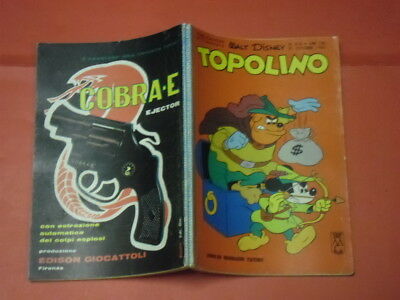 COBRA-E
EJECTOR
con estrazione
automatica
dei colpi esplosi
produzione
EDISON GIOCATTOLI
Firenze
WALT DISNEY
TOPOLINO
$